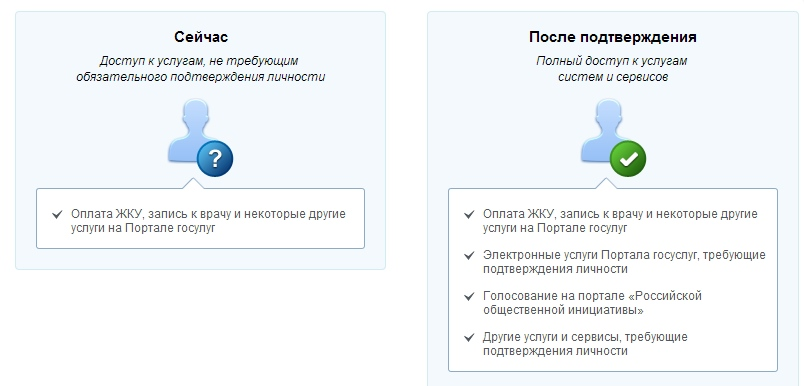 Сейчас
Доступ к услугам, не требующим
обязательного подтверждения личности
?
Оплата ЖКУ, запись к врачу и некоторые другие
услуги на Портале госулуг
После подтверждения
Полный доступ к услугам
систем и сервисов
Оплата ЖКУ, запись к врачу и некоторые другие
услуги на Портале госулуг
Электронные услуги Портала госуслуг, требующие
подтверждения личности
Голосование на портале «Российской
общественной инициативы»
Другие услуги и сервисы, требующие
подтверждения личности